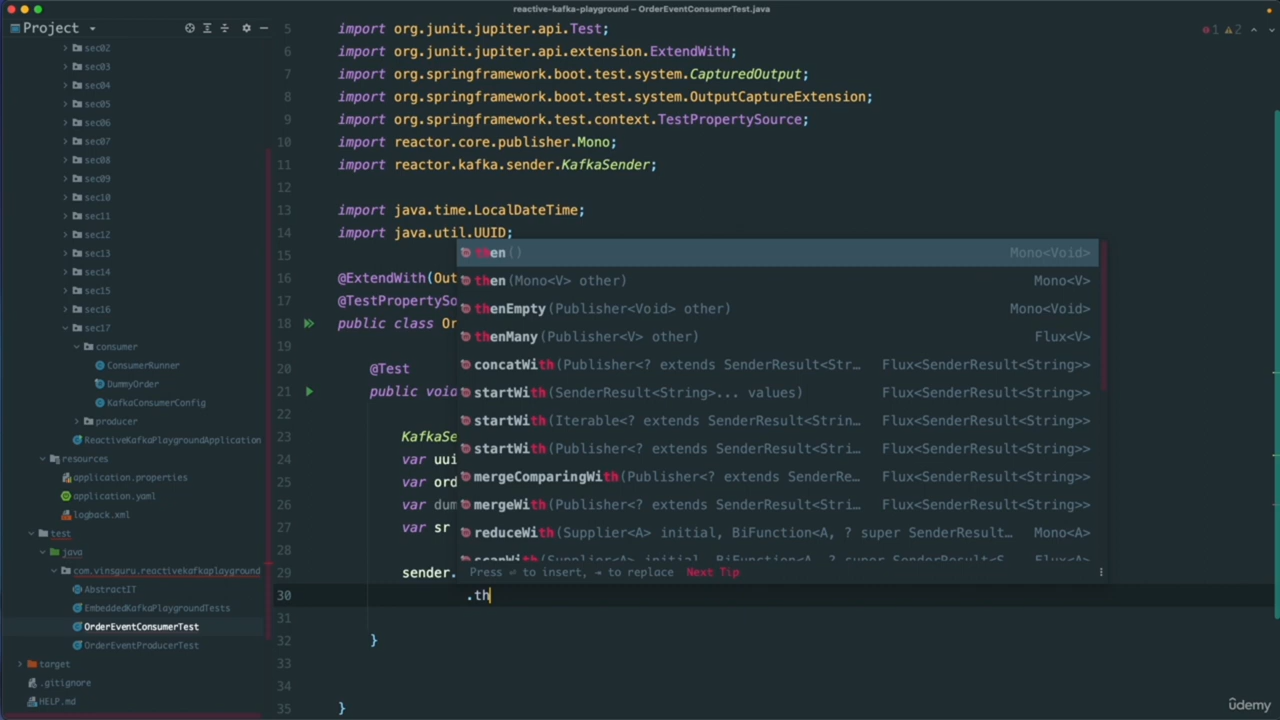 reactive-kafka-playground – OrderEventConsumerTest.java
Project
sec02
sec03
sec04
sec05
sec06
sec07
sec08
sec09
sec10
sec11
sec12
sec13
sec14
sec15
sec16
sec17
consumer
ConsumerRunner
DummyOrder
KafkaConsumerConfig
producer
ReactiveKafkaPlaygroundApplication
resources
application.properties
application.yaml
logback.xml
test
java
com.vinsguru.reactivekafkaplayground
AbstractIT
EmbeddedKafkaPlaygroundTests
OrderEventConsumerTest
OrderEventProducerTest
target
.gitignore
HELP.md
1 2
5 import org.junit.jupiter.api.Test;
6 import org.junit.jupiter.api.extension.ExtendWith;
7 import org.springframework.boot.test.system.CapturedOutput;
8 import org.springframework.boot.test.system.OutputCaptureExtension;
9 import org.springframework.test.context.TestPropertySource;
10 import reactor.core.publisher.Mono;
11 import reactor.kafka.sender.KafkaSender;
12
13 import java.time.LocalDateTime;
14 import java.util.UUID;
15
16 @ExtendWith(Out
17 @TestPropertySo
18 public class Or
19
20 @Test
21 public void
22
23 KafkaSe
24 var uui
25 var ord
26 var dum
27 var sr
28
29 sender.
30 .th
31
32 }
33
34
35 }
then() Mono<Void>
then(Mono<V> other) Mono<V>
thenEmpty(Publisher<Void> other) Mono<Void>
thenMany(Publisher<V> other) Flux<V>
concatWith(Publisher<? extends SenderResult<Str… Flux<SenderResult<String>>
startWith(SenderResult<String>... values) Flux<SenderResult<String>>
startWith(Iterable<? extends SenderResult<Strin… Flux<SenderResult<String>>
startWith(Publisher<? extends SenderResult<Stri… Flux<SenderResult<String>>
mergeComparingWith(Publisher<? extends SenderRe… Flux<SenderResult<String>>
mergeWith(Publisher<? extends SenderResult<Stri… Flux<SenderResult<String>>
reduceWith(Supplier<A> initial, BiFunction<A, ? super SenderResult… Mono<A>
scanWith(Supplier<A> initial, BiFunction<A, ? super SenderResult<S… Flux<A>
Press ⏎ to insert, ⇥ to replace Next Tip
ûdemy